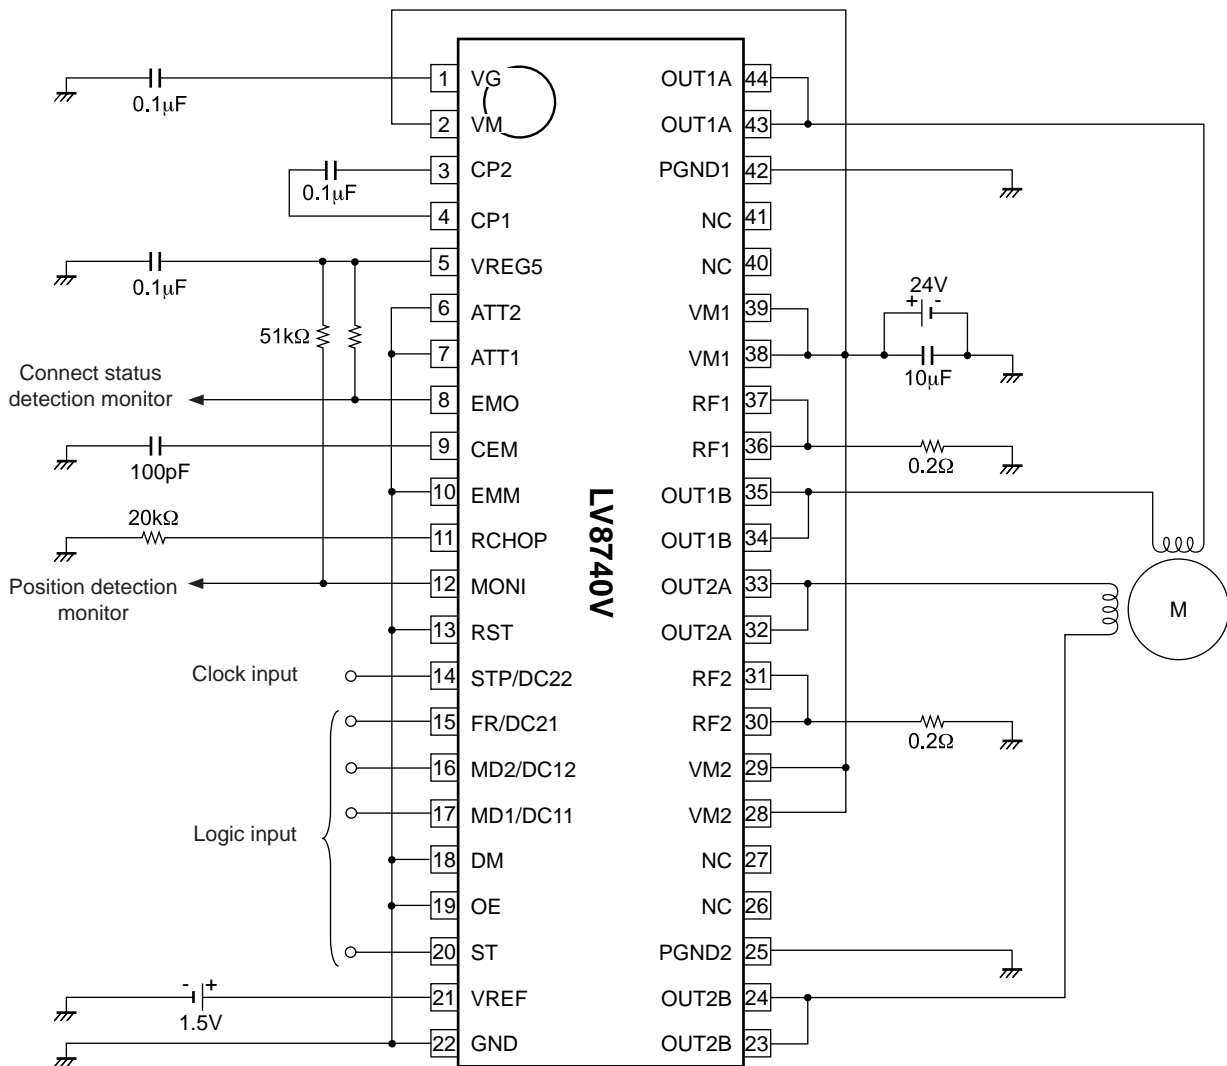 1 VG OUT1A 44
0.1μF
2 VM OUT1A 43
3 CP2 PGND1 42
0.1μF
4 CP1 NC 41
5 VREG5 NC 40
0.1μF
24V
+ -
6 ATT2 VM1 39
51kΩ
7 ATT1 VM1 38
10μF
Connect status
detection monitor
8 EMO RF1 37
9 CEM RF1 36
100pF
0.2Ω
10 EMM OUT1B 35
20kΩ
11 RCHOP OUT1B 34
LV8740V
Position detection
monitor
12 MONI OUT2A 33
M
13 RST OUT2A 32
Clock input
14 STP/DC22 RF2 31
15 FR/DC21 RF2 30
0.2Ω
16 MD2/DC12 VM2 29
17 MD1/DC11 VM2 28
Logic input
18 DM NC 27
19 OE NC 26
20 ST PGND2 25
- +
21 VREF OUT2B 24
1.5V
22 GND OUT2B 23